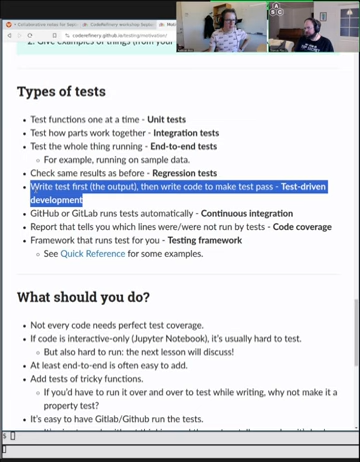 Collaborative notes for Sep
CodeRefinery workshop Septe
Mot
coderefinery.github.io/testing/motivation/
2. Give examples of things (from your
Types of tests
• Test functions one at a time - Unit tests
• Test how parts work together - Integration tests
• Test the whole thing running - End-to-end tests
◦ For example, running on sample data.
• Check same results as before - Regression tests
• Write test first (the output), then write code to make test pass - Test-driven
development
• GitHub or GitLab runs tests automatically - Continuous integration
• Report that tells you which lines were/were not run by tests - Code coverage
• Framework that runs test for you - Testing framework
◦ See Quick Reference for some examples.
What should you do?
• Not every code needs perfect test coverage.
• If code is interactive-only (Jupyter Notebook), it's usually hard to test.
◦ But also hard to run: the next lesson will discuss!
• At least end-to-end is often easy to add.
• Add tests of tricky functions.
◦ If you'd have to run it over and over to test while writing, why not make it a
property test?
• It's easy to have Gitlab/Github run the tests.
$